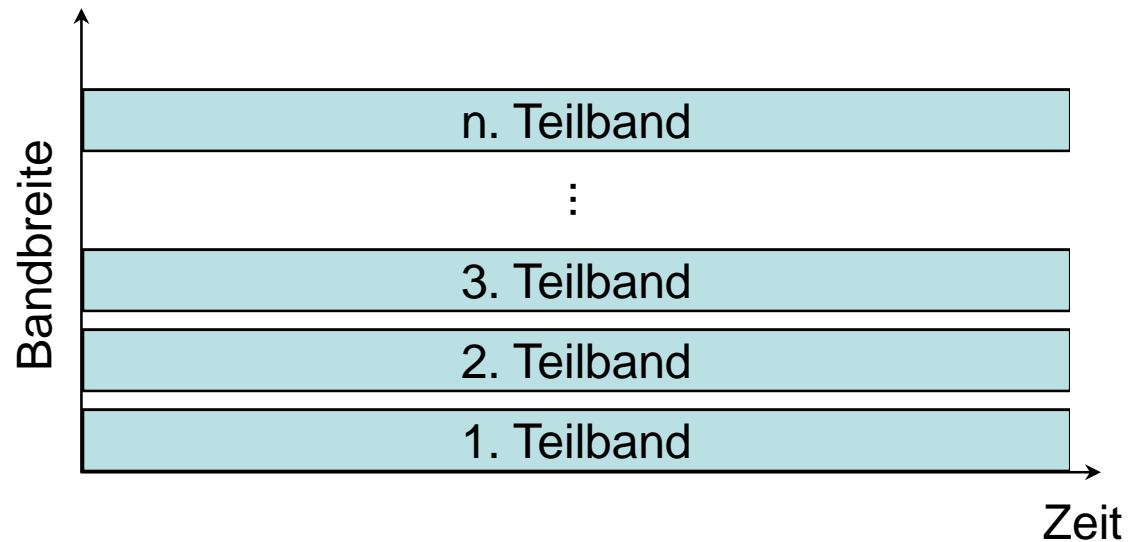 Bandbreite
n. Teilband
...
3. Teilband
2. Teilband
1. Teilband
Zeit